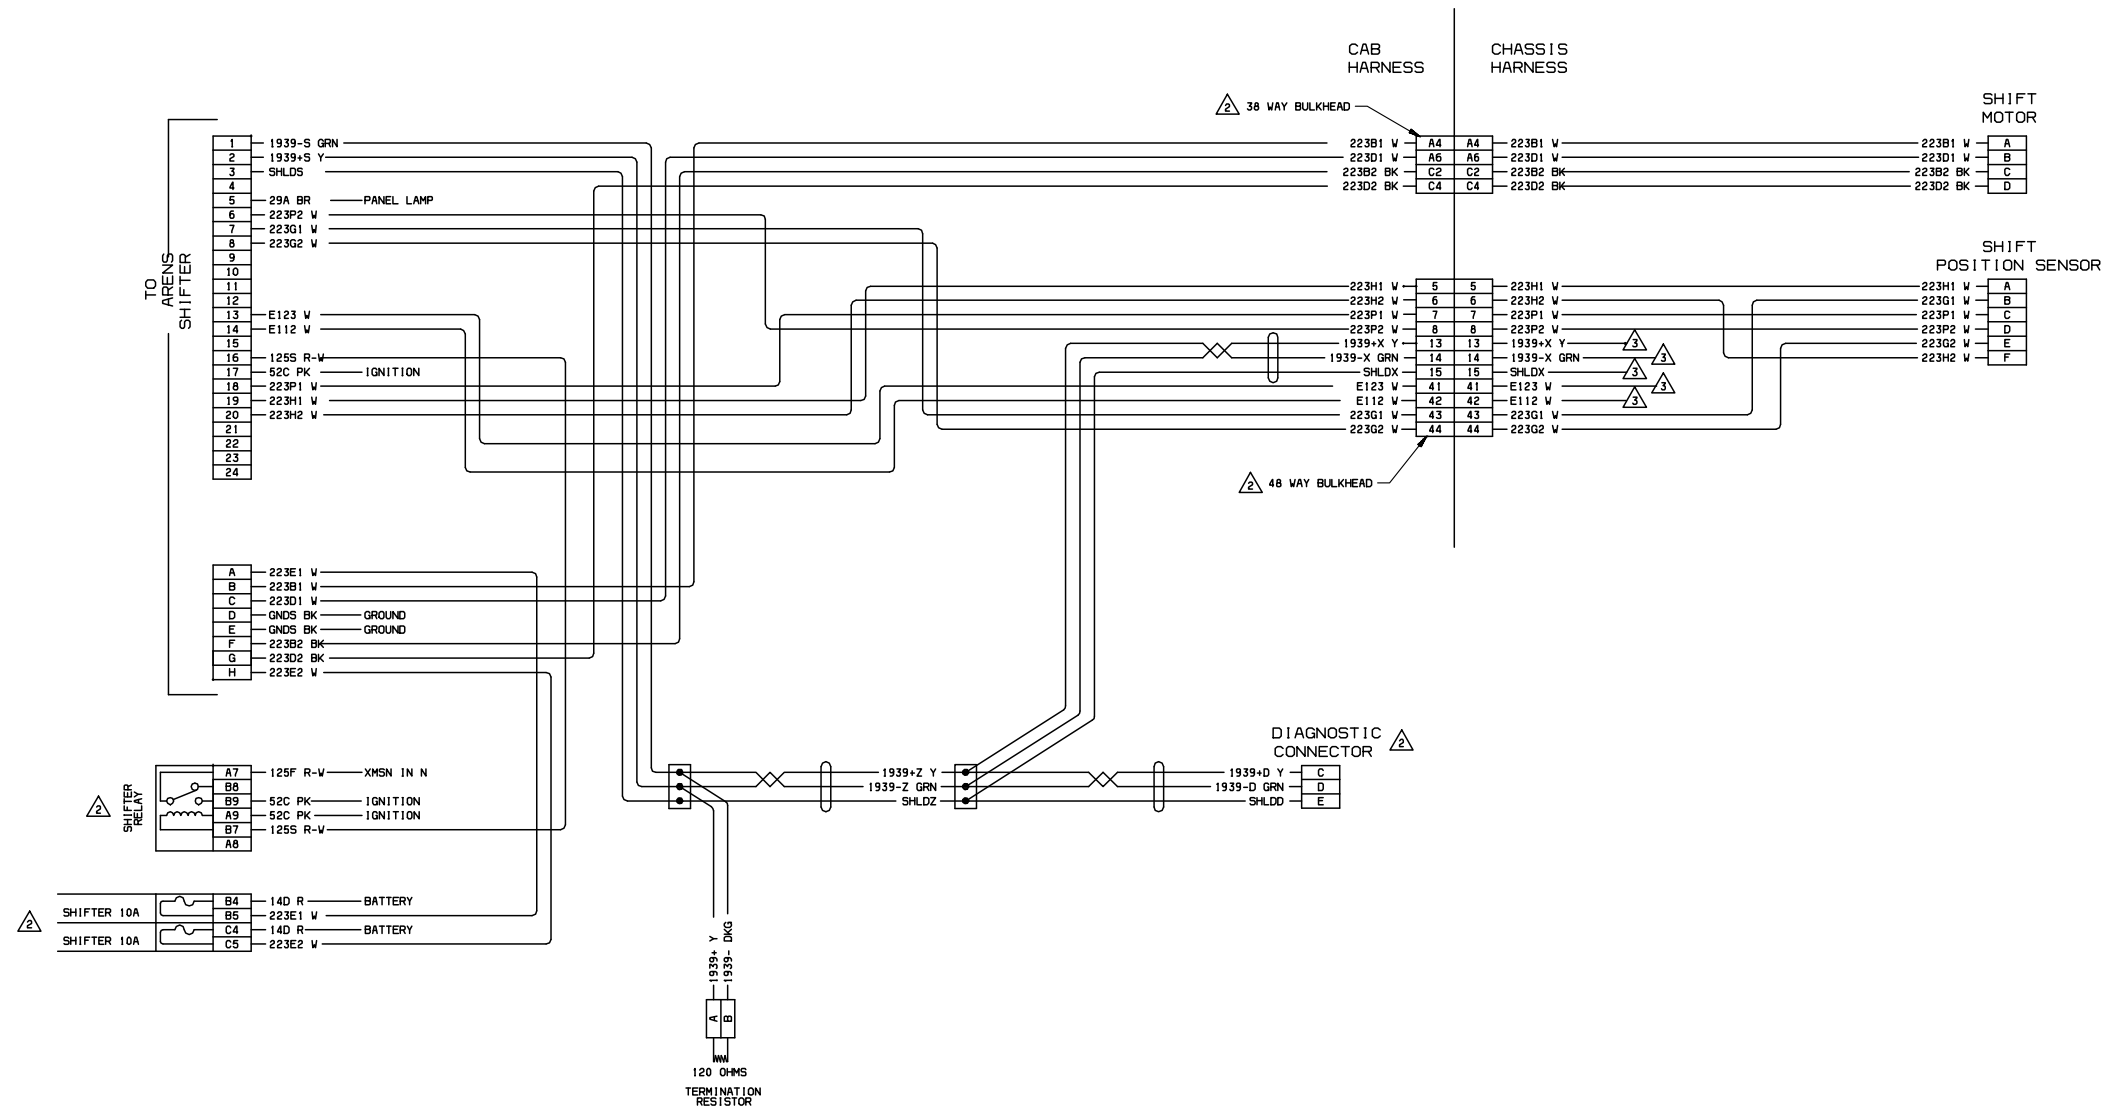 CAB
HARNESS
CHASSIS
HARNESS
2 38 WAY BULKHEAD
SHIFT
MOTOR
TO
ARENS
SHIFTER
1 1939-S GRN
2 1939+S Y
3 SHLDS
4
5 29A BR PANEL LAMP
6 223P2 W
7 223G1 W
8 223G2 W
9
10
11
12
13 E123 W
14 E112 W
15
16 125S R-W
17 52C PK IGNITION
18 223P1 W
19 223H1 W
20 223H2 W
21
22
23
24
223B1 W A4 A4 223B1 W 223B1 W A
223D1 W A6 A6 223D1 W 223D1 W B
223B2 BK C2 C2 223B2 BK 223B2 BK C
223D2 BK C4 C4 223D2 BK 223D2 BK D
SHIFT
POSITION SENSOR
223H1 W 5 5 223H1 W 223H1 W A
223H2 W 6 6 223H2 W 223G1 W B
223P1 W 7 7 223P1 W 223P1 W C
223P2 W 8 8 223P2 W 223P2 W D
1939+X Y 13 13 1939+X Y 3 223G2 W E
1939-X GRN 14 14 1939-X GRN 3 223H2 W F
SHLDX 15 15 SHLDX 3
E123 W 41 41 E123 W 3
E112 W 42 42 E112 W 3
223G1 W 43 43 223G1 W
223G2 W 44 44 223G2 W
2 48 WAY BULKHEAD
A 223E1 W
B 223B1 W
C 223D1 W
D GNDS BK GROUND
E GNDS BK GROUND
F 223B2 BK
G 223D2 BK
H 223E2 W
2
SHIFTER
RELAY
A7 125F R-W XMSN IN N
B8
B9 52C PK IGNITION
A9 52C PK IGNITION
B7 125S R-W
A8
DIAGNOSTIC
CONNECTOR 2
1939+Z Y 1939+D Y C
1939-Z GRN 1939-D GRN D
SHLDZ SHLDD E
2
SHIFTER 10A
B4 14D R BATTERY
B5 223E1 W
SHIFTER 10A
C4 14D R BATTERY
C5 223E2 W
1939+ Y
1939- DKG
A B
120 OHMS
TERMINATION
RESISTOR